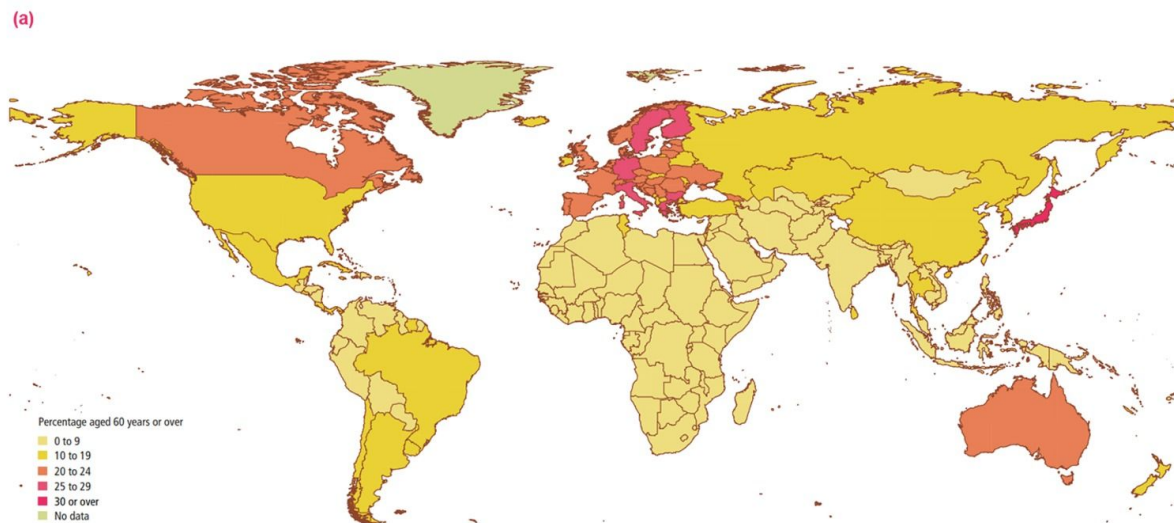 (a)
Percentage aged 60 years or over
0 to 9
10 to 19
20 to 24
25 to 29
30 or over
No data